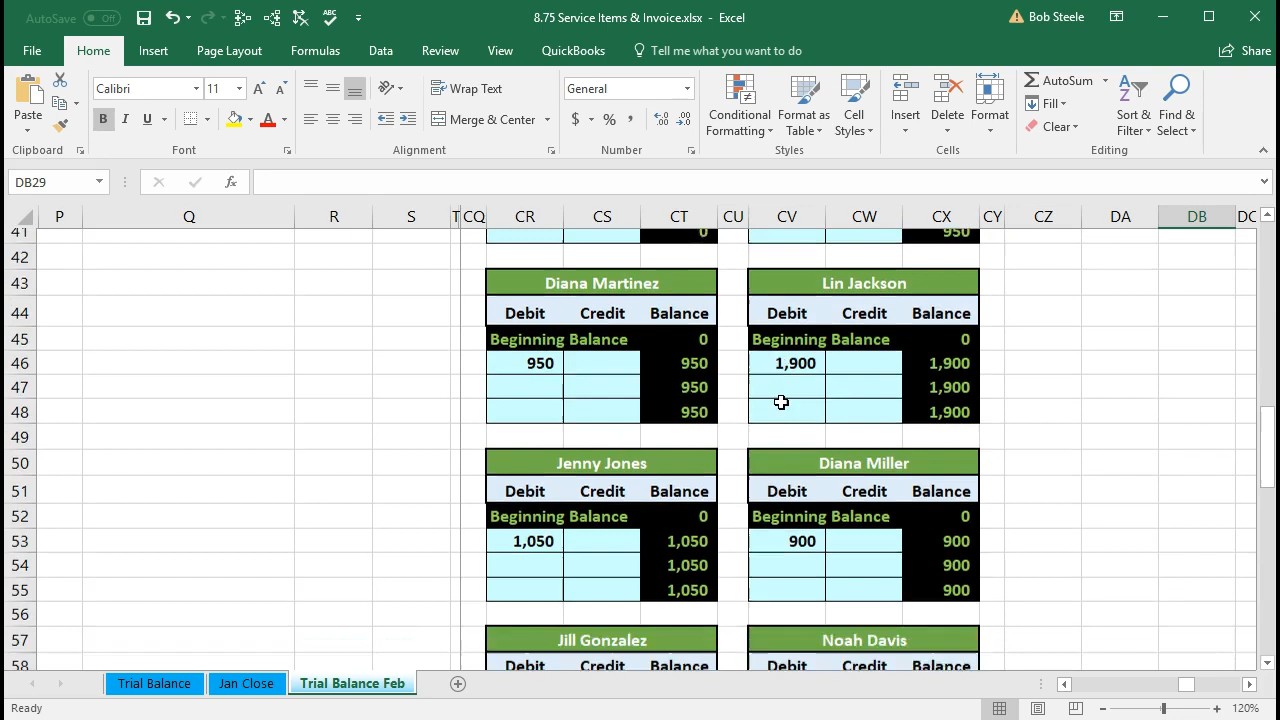 AutoSave Off 8.75 Service Items & Invoice.xlsx - Excel Bob Steele
File Home Insert Page Layout Formulas Data Review View QuickBooks Tell me what you want to do Share
Paste Calibri 11 Wrap Text General Conditional Formatting Format as Table Cell Styles Insert Delete Format AutoSum Sort & Filter Find & Select
B I U Merge & Center $ % , Fill Clear
Clipboard Font Alignment Number Styles Cells Editing
DB29 fx
P Q R S T CQ CR CS CT CU CV CW CX CY CZ DA DB DC
41 0 950
42
43 Diana Martinez Lin Jackson
44 Debit Credit Balance Debit Credit Balance
45 Beginning Balance 0 Beginning Balance 0
46 950 950 1,900 1,900
47 950 1,900
48 950 1,900
49
50 Jenny Jones Diana Miller
51 Debit Credit Balance Debit Credit Balance
52 Beginning Balance 0 Beginning Balance 0
53 1,050 1,050 900 900
54 1,050 900
55 1,050 900
56
57 Jill Gonzalez Noah Davis
58 Debit Credit Balance Debit Credit Balance
Trial Balance Jan Close Trial Balance Feb
Ready 120%